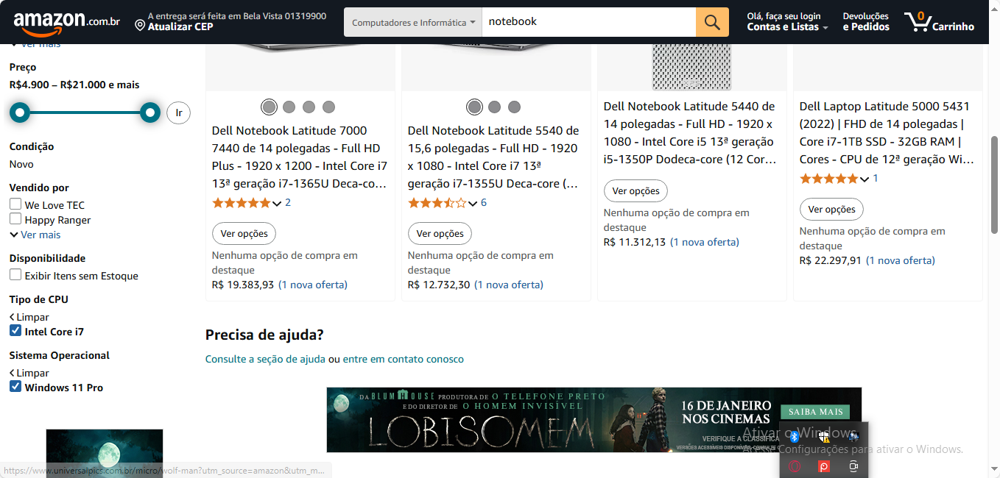 amazon.com.br
A entrega será feita em Bela Vista 01319900
Atualizar CEP
Computadores e Informática
notebook
Olá, faça seu login
Contas e Listas
Devoluções
e Pedidos
0
Carrinho
Ver mais
Preço
R$4.900 – R$21.000 e mais
Ir
Condição
Novo
Vendido por
We Love TEC
Happy Ranger
Ver mais
Disponibilidade
Exibir Itens sem Estoque
Tipo de CPU
Limpar
Intel Core i7
Sistema Operacional
Limpar
Windows 11 Pro
Dell Notebook Latitude 7000
7440 de 14 polegadas - Full HD
Plus - 1920 x 1200 - Intel Core i7
13ª geração i7-1365U Deca-co…
2
Ver opções
Nenhuma opção de compra em
destaque
R$ 19.383,93 (1 nova oferta)
Dell Notebook Latitude 5540 de
15,6 polegadas - Full HD - 1920
x 1080 - Intel Core i7 13ª
geração i7-1355U Deca-core (…
6
Ver opções
Nenhuma opção de compra em
destaque
R$ 12.732,30 (1 nova oferta)
XPS
Dell Notebook Latitude 5440 de
14 polegadas - Full HD - 1920 x
1080 - Intel Core i5 13ª geração
i5-1350P Dodeca-core (12 Cor…
Ver opções
Nenhuma opção de compra em
destaque
R$ 11.312,13 (1 nova oferta)
Dell Laptop Latitude 5000 5431
(2022) | FHD de 14 polegadas |
Core i7-1TB SSD - 32GB RAM |
Cores - CPU de 12ª geração Wi…
1
Ver opções
Nenhuma opção de compra em
destaque
R$ 22.297,91 (1 nova oferta)
Precisa de ajuda?
Consulte a seção de ajuda ou entre em contato conosco
DA BLUMHOUSE PRODUTORA DE O TELEFONE PRETO
E DO DIRETOR DE O HOMEM INVISÍVEL
LOBISOMEM
16 DE JANEIRO
NOS CINEMAS
SAIBA MAIS
VERIFIQUE A CLASSIFICA
VERSÕES ACESSÍVEIS DISPONÍVEIS. CONSULTE
Ativar o Windows
Acesse Configurações para ativar o Windows.
https://www.universalpics.com.br/micro/wolf-man?utm_source=amazon&utm_m...